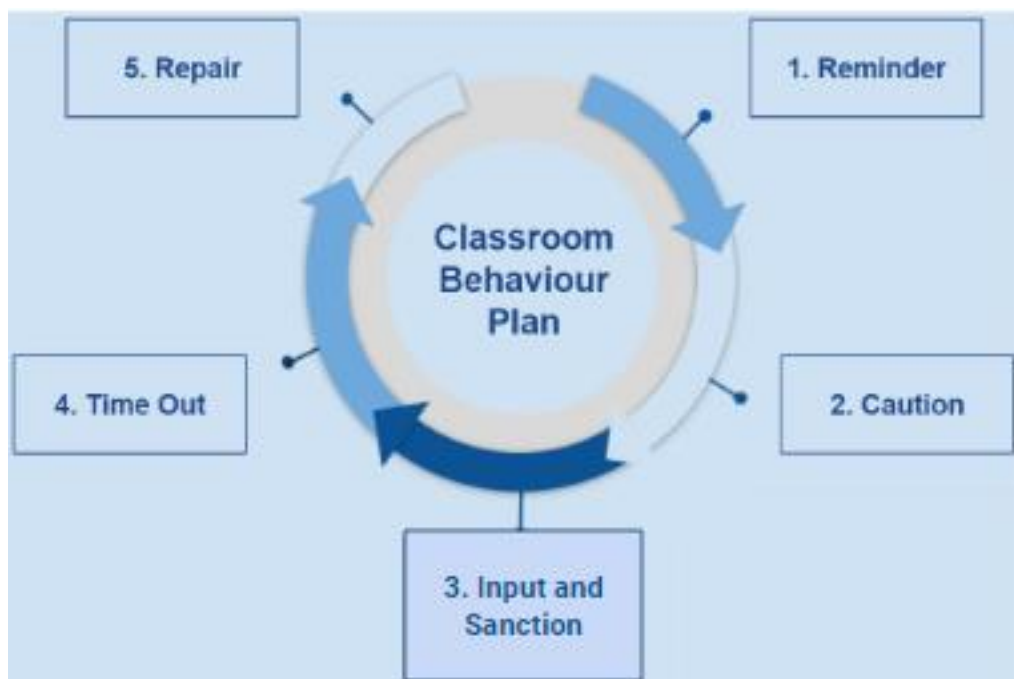 Classroom
Behaviour
Plan
1. Reminder
2. Caution
3. Input and
Sanction
4. Time Out
5. Repair